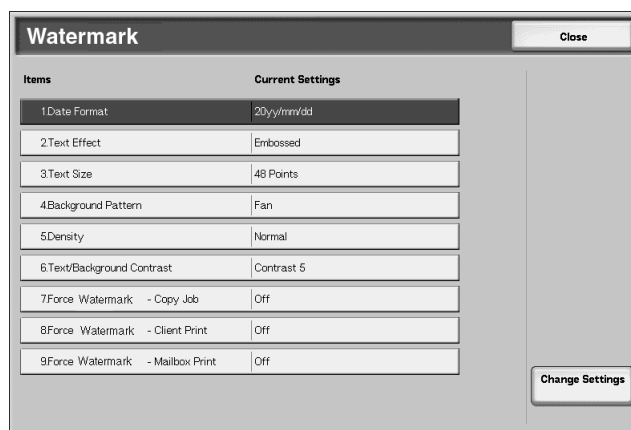 Watermark
Close
Items Current Settings
1.Date Format 20yy/mm/dd
2.Text Effect Embossed
3.Text Size 48 Points
4.Background Pattern Fan
5.Density Normal
6.Text/Background Contrast Contrast 5
7.Force Watermark - Copy Job Off
8.Force Watermark - Client Print Off
9.Force Watermark - Mailbox Print Off
Change Settings